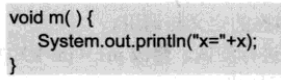 void m( ) {
System.out.println("x="+x);
}